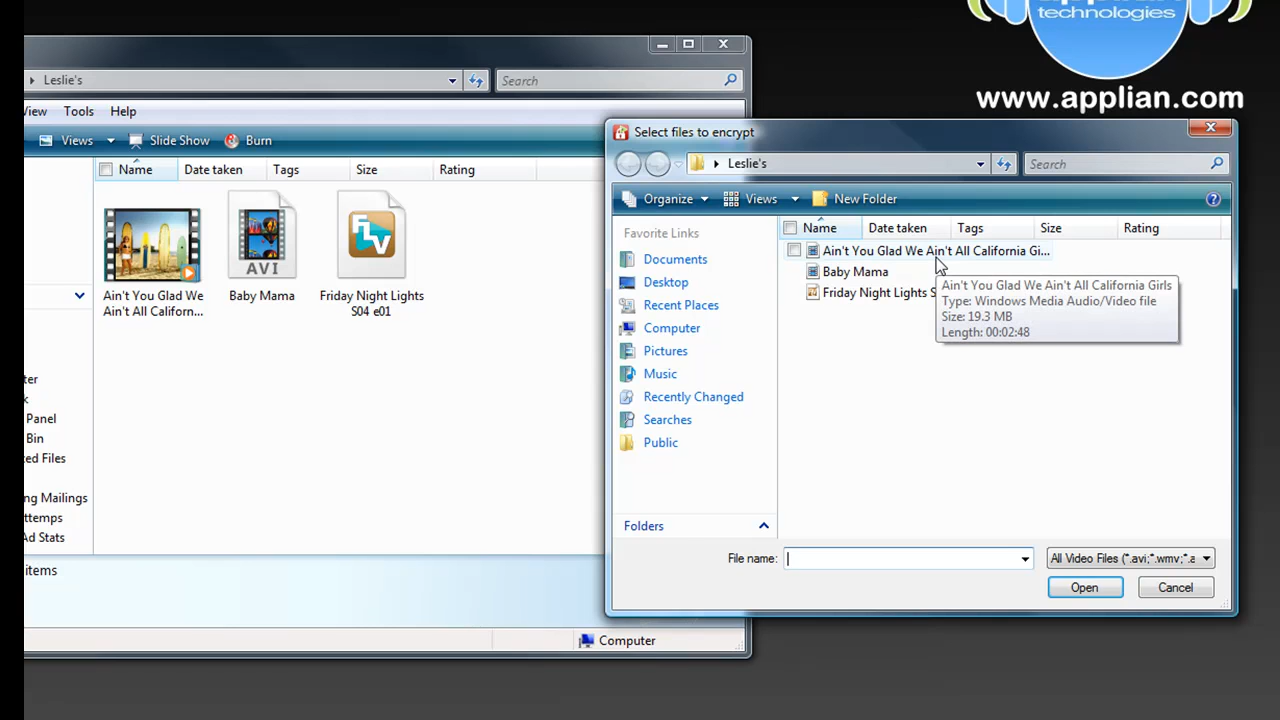 technologies
www.applian.com
Leslie's
Search
View Tools Help
Views Slide Show Burn
Name Date taken Tags Size Rating
AVI
FLV
Ain't You Glad We
Ain't All Californ...
Baby Mama
Friday Night Lights
S04 e01
Panel
Bin
ed Files
ng Mailings
ttemps
d Stats
items
Computer
Select files to encrypt
Leslie's
Search
Organize Views New Folder
Favorite Links
Documents
Desktop
Recent Places
Computer
Pictures
Music
Recently Changed
Searches
Public
Folders
Name Date taken Tags Size Rating
Ain't You Glad We Ain't All California Gi...
Baby Mama
Friday Night Lights S
Ain't You Glad We Ain't All California Girls
Type: Windows Media Audio/Video file
Size: 19.3 MB
Length: 00:02:48
File name:
All Video Files (*.avi;*.wmv;*.a
Open Cancel